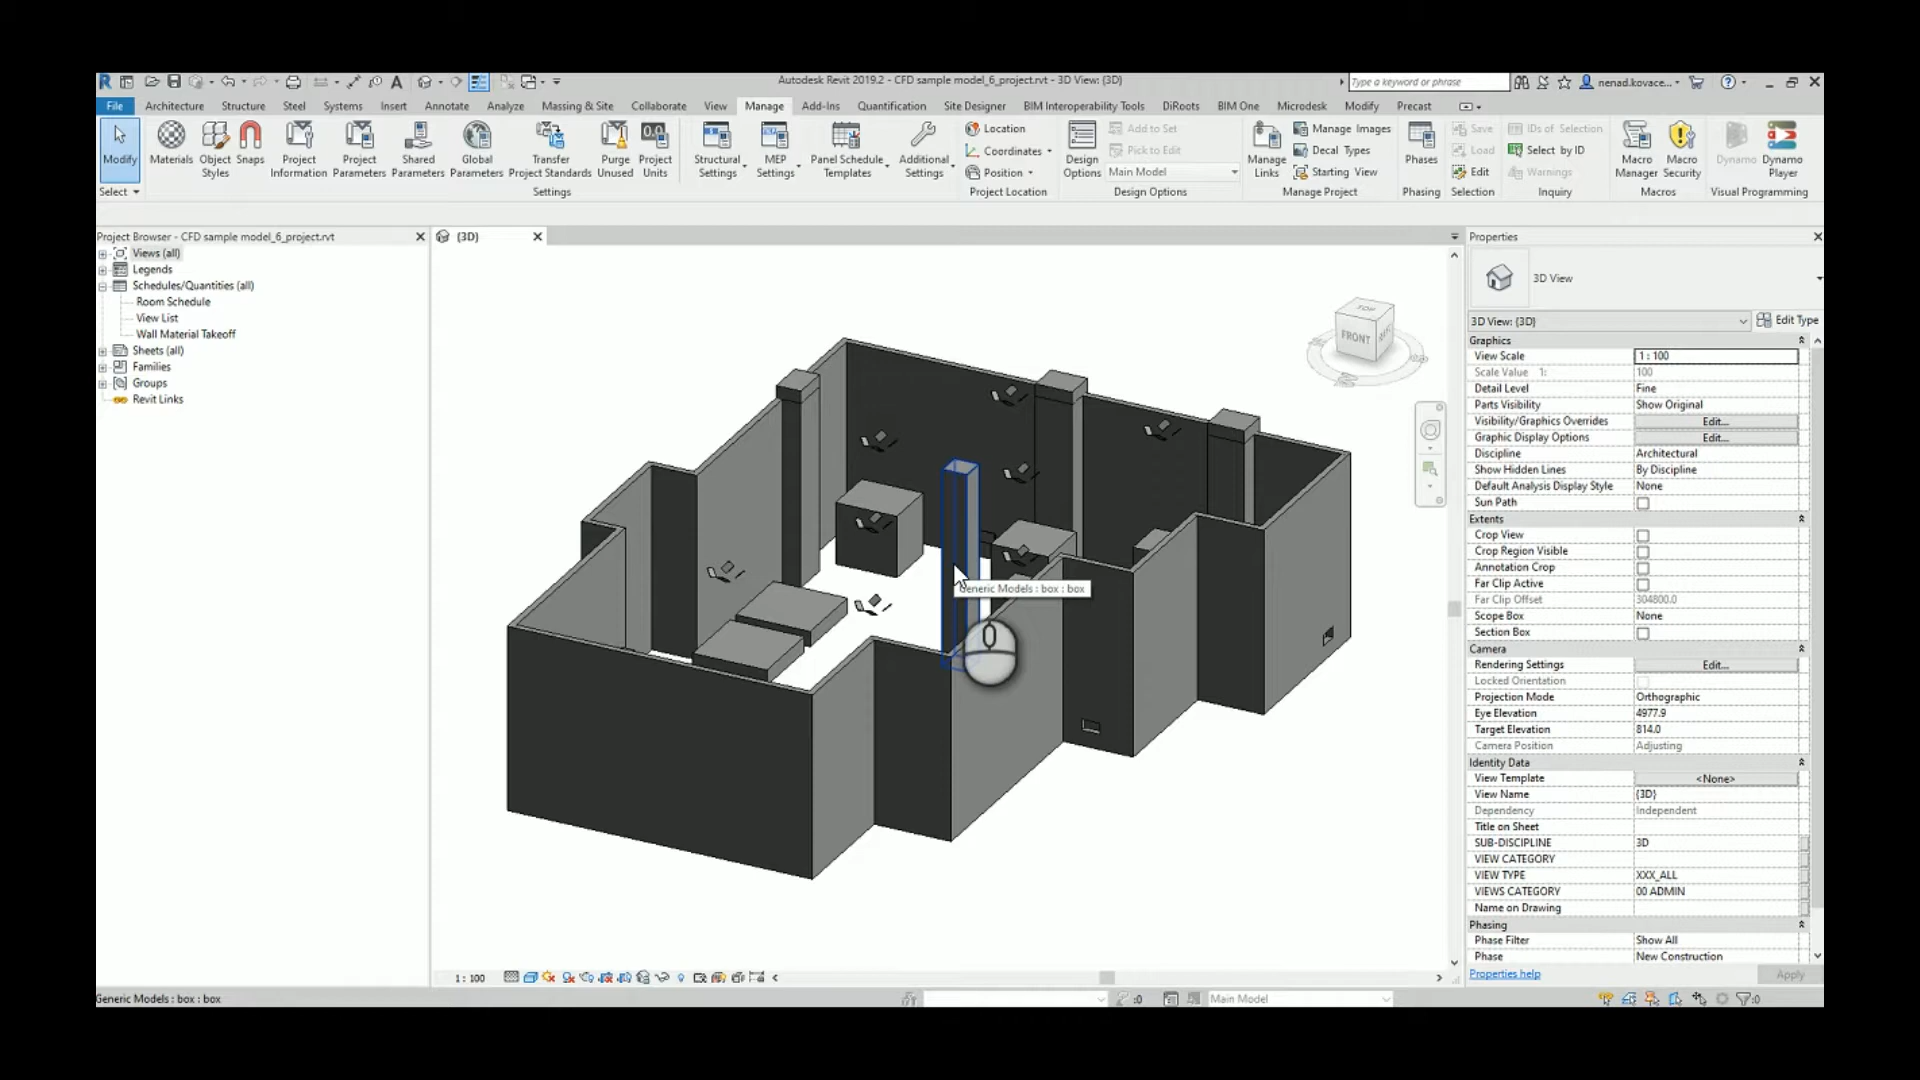 Autodesk Revit 2019.2 - CFD sample model_6_project.rvt - 3D View: {3D}
Type a keyword or phrase
nenad.kovace...
File Architecture Structure Steel Systems Insert Annotate Analyze Massing & Site Collaborate View Manage Add-Ins Quantification Site Designer BIM Interoperability Tools DiRoots BIM One Microdesk Modify Precast
Modify
Materials
Object Styles
Snaps
Project Information
Project Parameters
Shared Parameters
Global Parameters
Transfer Project Standards
Purge Unused
Project Units
Structural Settings
MEP Settings
Panel Schedule Templates
Additional Settings
Location
Coordinates
Position
Design Options
Add to Set
Pick to Edit
Main Model
Manage Links
Manage Images
Decal Types
Starting View
Phases
Save
Load
Edit
IDs of Selection
Select by ID
Warnings
Macro Manager
Macro Security
Dynamo
Dynamo Player
Select Settings Project Location Design Options Manage Project Phasing Selection Inquiry Macros Visual Programming
Project Browser - CFD sample model_6_project.rvt
Views (all)
Legends
Schedules/Quantities (all)
Room Schedule
View List
Wall Material Takeoff
Sheets (all)
Families
Groups
Revit Links
{3D}
TOP
FRONT
Generic Models : box : box
Properties
3D View
3D View: {3D}
Edit Type
Graphics
View Scale 1 : 100
Scale Value 1: 100
Detail Level Fine
Parts Visibility Show Original
Visibility/Graphics Overrides Edit...
Graphic Display Options Edit...
Discipline Architectural
Show Hidden Lines By Discipline
Default Analysis Display Style None
Sun Path
Extents
Crop View
Crop Region Visible
Annotation Crop
Far Clip Active
Far Clip Offset 304800.0
Scope Box None
Section Box
Camera
Rendering Settings Edit...
Locked Orientation
Projection Mode Orthographic
Eye Elevation 4977.9
Target Elevation 814.0
Camera Position Adjusting
Identity Data
View Template <None>
View Name {3D}
Dependency Independent
Title on Sheet
SUB-DISCIPLINE 3D
VIEW CATEGORY
VIEW TYPE XXX_ALL
VIEWS CATEGORY 00 ADMIN
Name on Drawing
Phasing
Phase Filter Show All
Phase New Construction
Properties help
Apply
1 : 100
Generic Models : box : box
:0
Main Model
:0